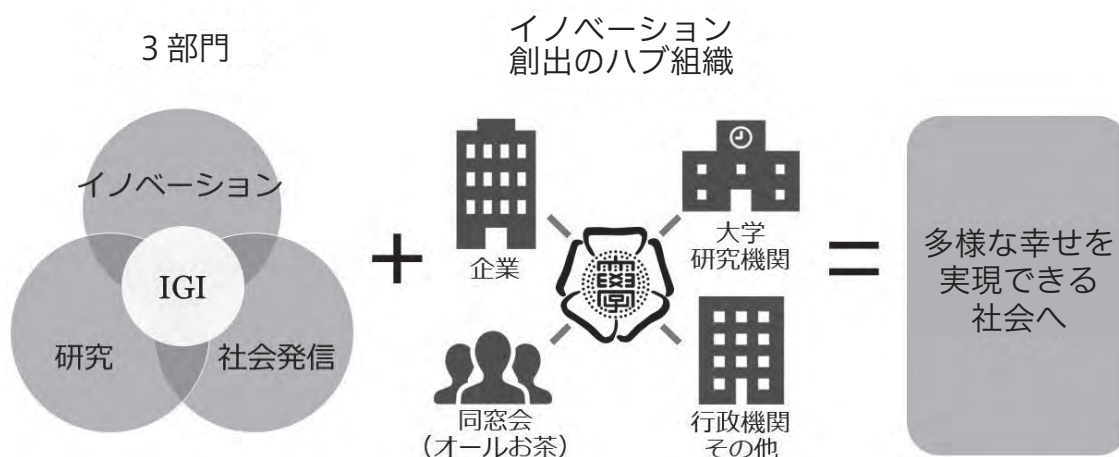 3部門
イノベーション
IGI
研究
社会発信
+
イノベーション
創出のハブ組織
企業
大学
研究機関
同窓会
（オールお茶）
行政機関
その他
=
多様な幸せを
実現できる
社会へ